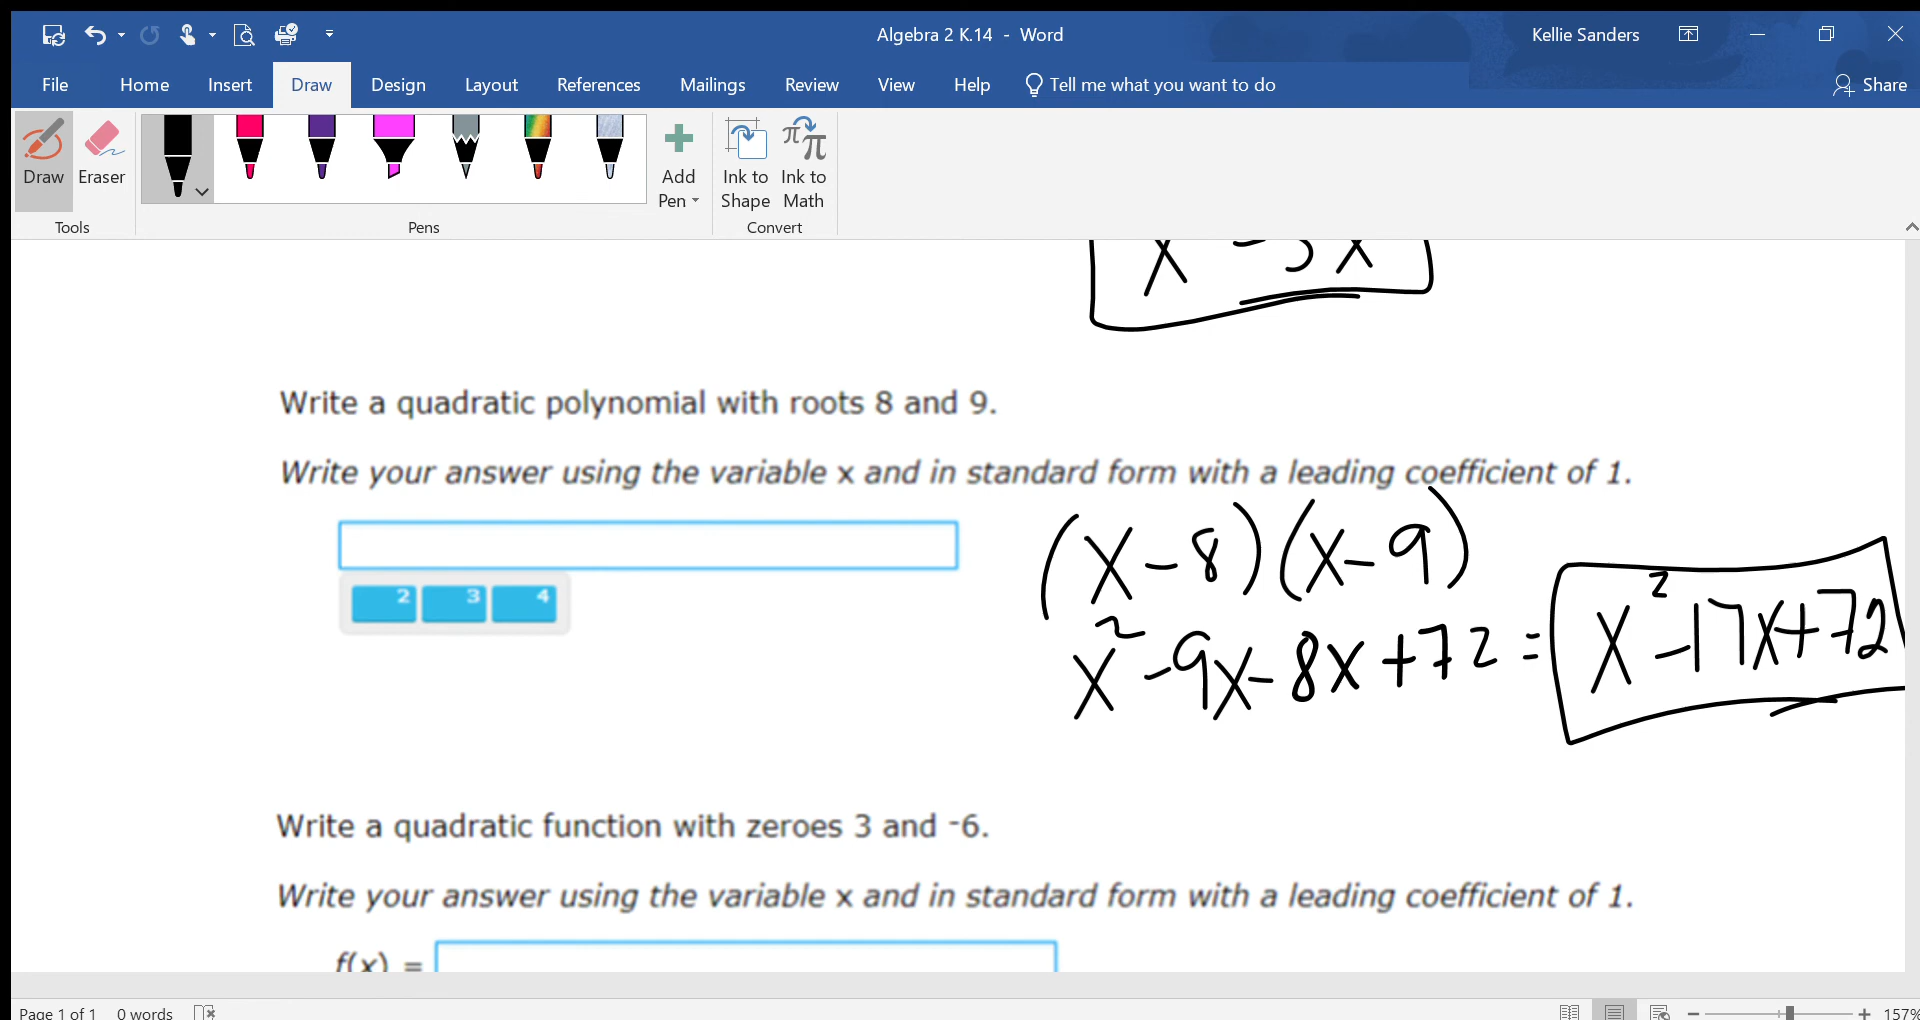 Algebra 2 K.14 - Word
Kellie Sanders
File Home Insert Draw Design Layout References Mailings Review View Help Tell me what you want to do Share
Draw Eraser Add Pen Ink to Shape Ink to Math
Tools Pens Convert
x - 3x
Write a quadratic polynomial with roots 8 and 9.
Write your answer using the variable x and in standard form with a leading coefficient of 1.
(x-8)(x-9)
2 3 4
x² -9x-8x+72 = x² -17x+72
Write a quadratic function with zeroes 3 and -6.
Write your answer using the variable x and in standard form with a leading coefficient of 1.
f(x) =
Page 1 of 1 0 words 157%